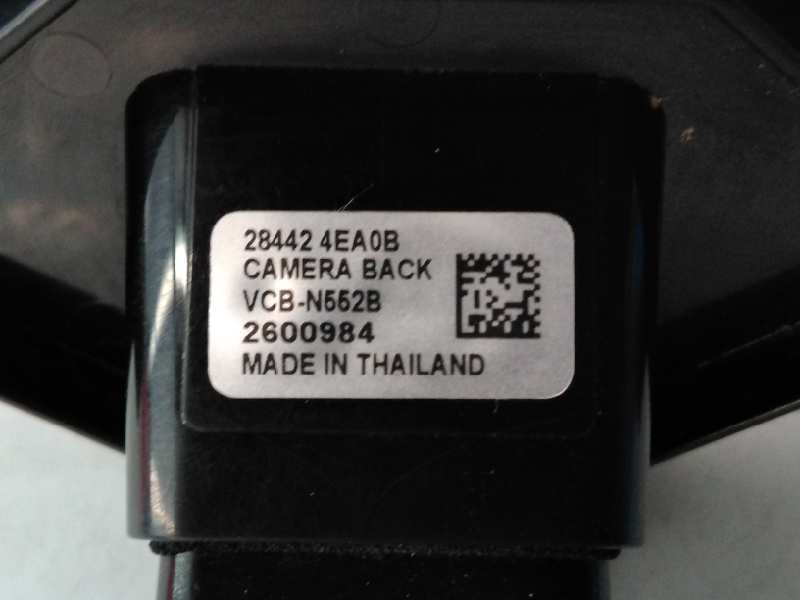 28442 4EA0B
CAMERA BACK
VCB-N552B
2600984
MADE IN THAILAND